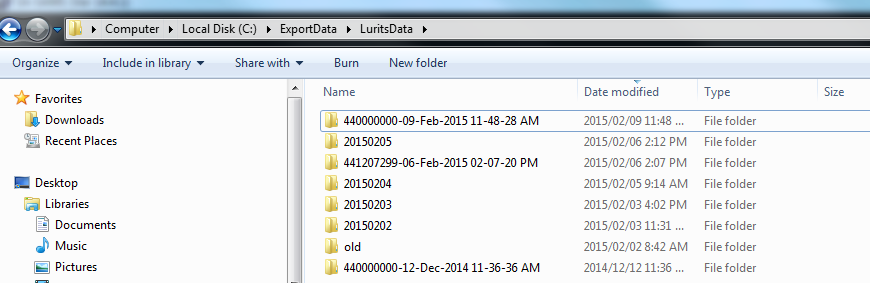 Computer Local Disk (C:) ExportData LuritsData
Organize Include in library Share with Burn New folder
Favorites
Downloads
Recent Places
Desktop
Libraries
Documents
Music
Pictures
Name Date modified Type Size
440000000-09-Feb-2015 11-48-28 AM 2015/02/09 11:48 ... File folder
20150205 2015/02/06 2:12 PM File folder
441207299-06-Feb-2015 02-07-20 PM 2015/02/06 2:07 PM File folder
20150204 2015/02/05 9:14 AM File folder
20150203 2015/02/03 4:02 PM File folder
20150202 2015/02/03 11:31 ... File folder
old 2015/02/02 8:42 AM File folder
440000000-12-Dec-2014 11-36-36 AM 2014/12/12 11:36 ... File folder